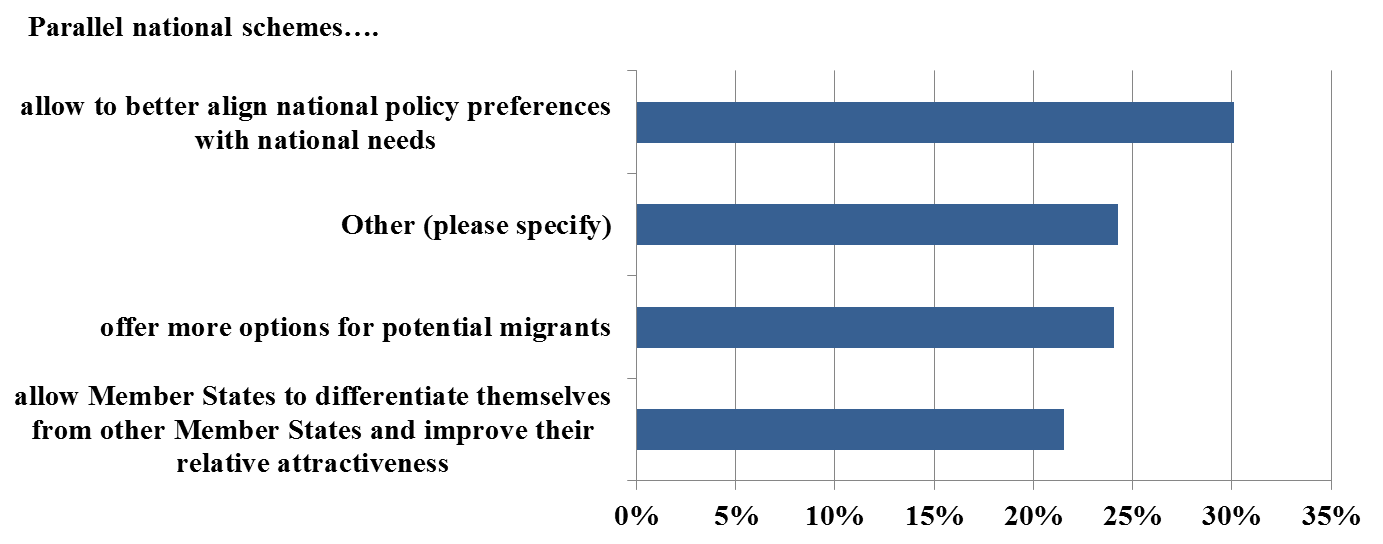 Parallel national schemes….
allow to better align national policy preferences
with national needs
Other (please specify)
offer more options for potential migrants
allow Member States to differentiate themselves
from other Member States and improve their
relative attractiveness
0% 5% 10% 15% 20% 25% 30% 35%